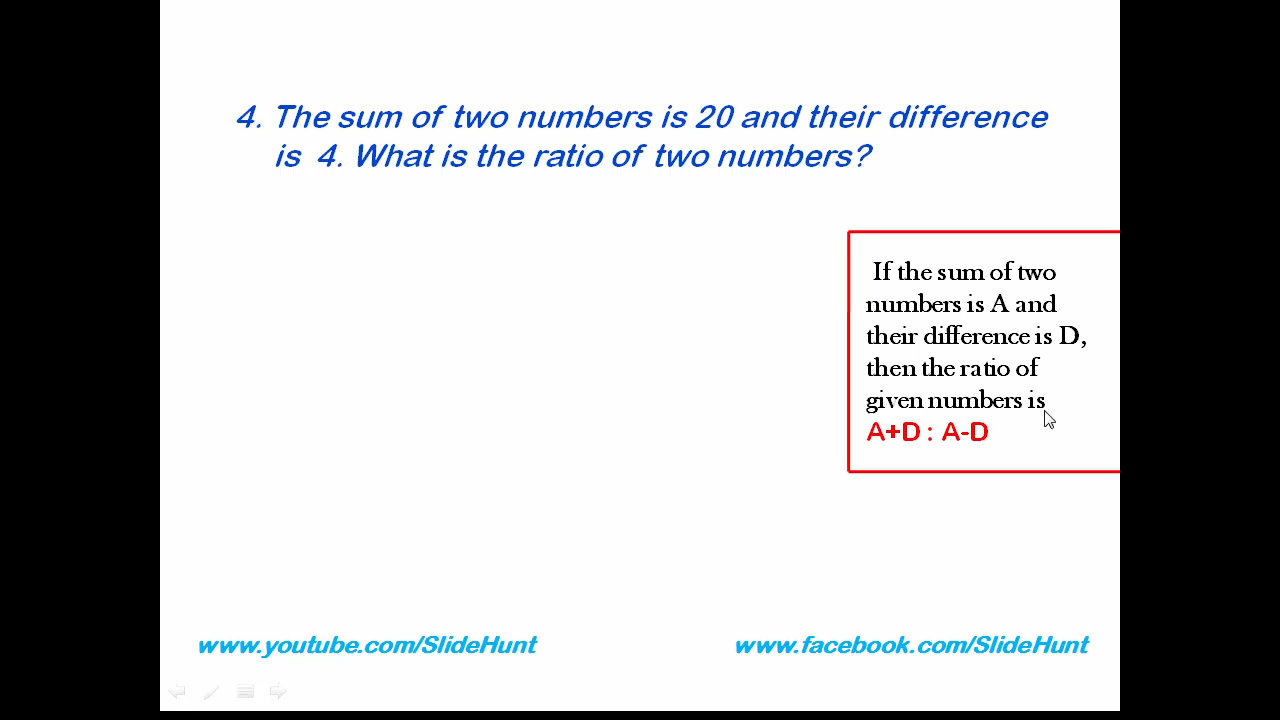 4. The sum of two numbers is 20 and their difference
is 4. What is the ratio of two numbers?
If the sum of two
numbers is A and
their difference is D,
then the ratio of
given numbers is
A+D : A-D
www.youtube.com/SlideHunt
www.facebook.com/SlideHunt